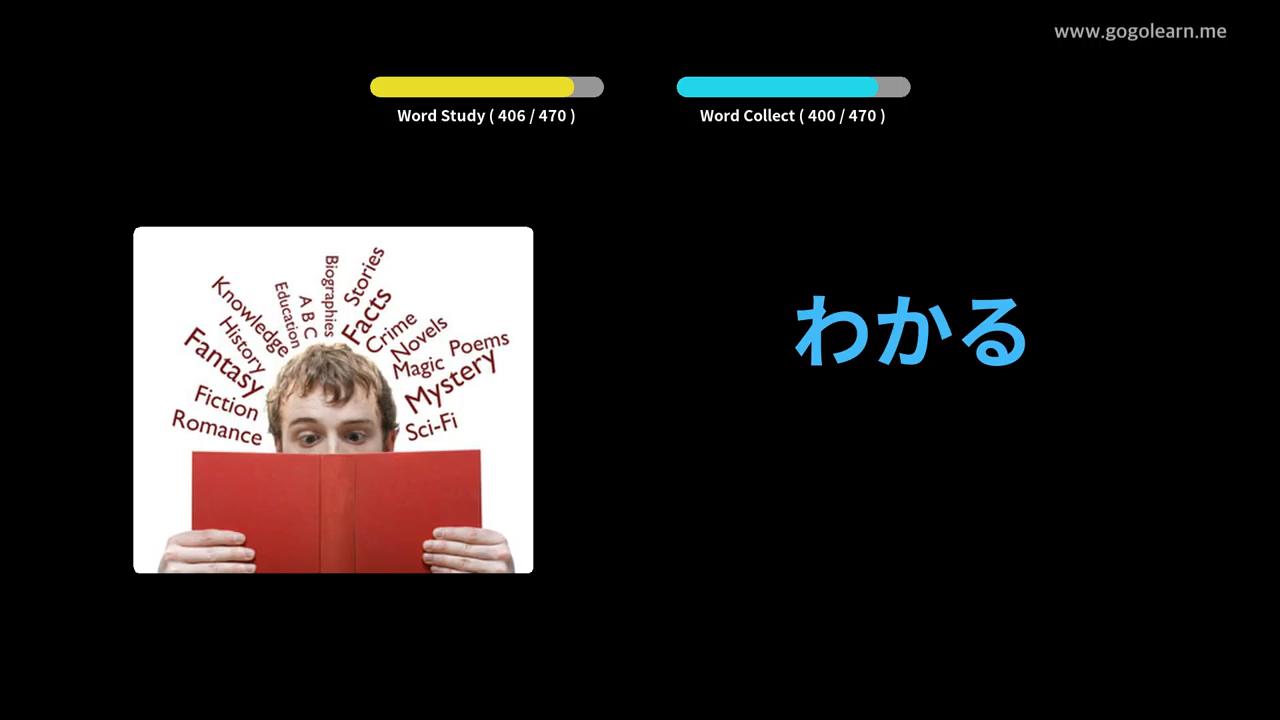 www.gogolearn.me
Word Study ( 406 / 470 )
Word Collect ( 400 / 470 )
Biographies
Stories
Knowledge
Education
A B C
Facts
History
Crime
Novels
Fantasy
Magic
Poems
Mystery
Fiction
Romance
Sci-Fi
わかる